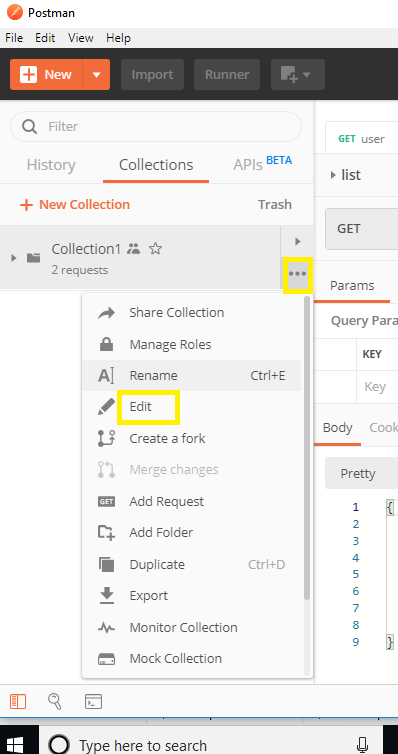 Postman
File Edit View Help
New Import Runner
Filter
History Collections APIs BETA
GET user
New Collection Trash
list
Collection1
2 requests
GET
Params
Query Para
KEY
Key
Body Cook
Pretty
1 {
2
3
4
5
6
7
8
9 }
Share Collection
Manage Roles
Rename Ctrl+E
Edit
Create a fork
Merge changes
GET Add Request
Add Folder
Duplicate Ctrl+D
Export
Monitor Collection
Mock Collection
Type here to search